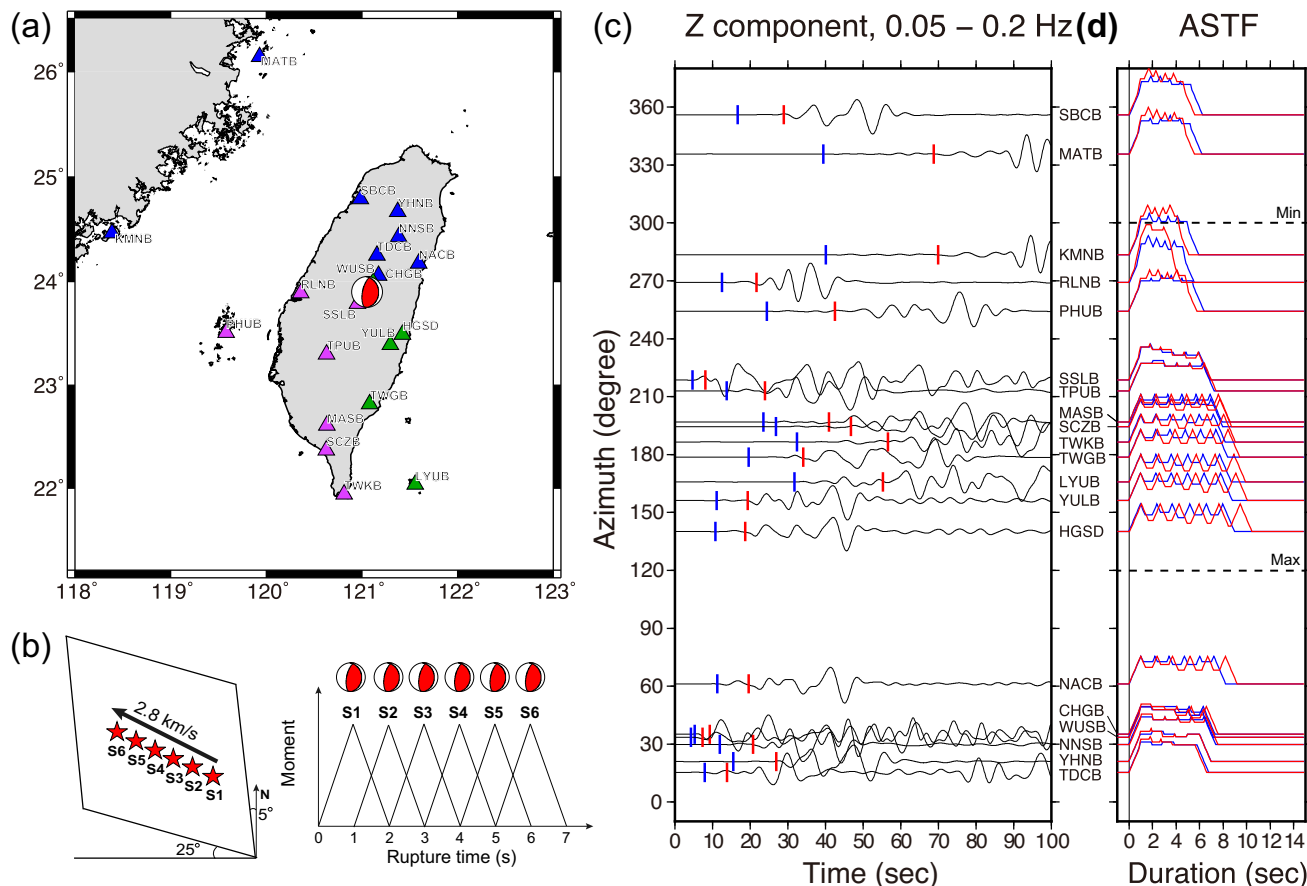 (a)
26°
25°
24°
23°
22°
118° 119° 120° 121° 122° 123°
MATB
KMNB
SBCB
YHNB
NNSB
TDCB
NACB
WUSB
CHGB
RLNB
SSLB
PHUB
HGSD
YULB
TPUB
TWGB
MASB
SCZB
LYUB
TWKB
(b)
2.8 km/s
S6 S5 S4 S3 S2 S1
N
5°
25°
Moment
S1 S2 S3 S4 S5 S6
0 1 2 3 4 5 6 7
Rupture time (s)
(c) Z component, 0.05 – 0.2 Hz
Azimuth (degree)
360
330
300
270
240
210
180
150
120
90
60
30
0
0 10 20 30 40 50 60 70 80 90 100
Time (sec)
SBCB
MATB
KMNB
RLNB
PHUB
SSLB
TPUB
MASB
SCZB
TWKB
TWGB
LYUB
YULB
HGSD
NACB
CHGB
WUSB
NNSB
YHNB
TDCB
(d) ASTF
Min
Max
0 2 4 6 8 10 12 14
Duration (sec)